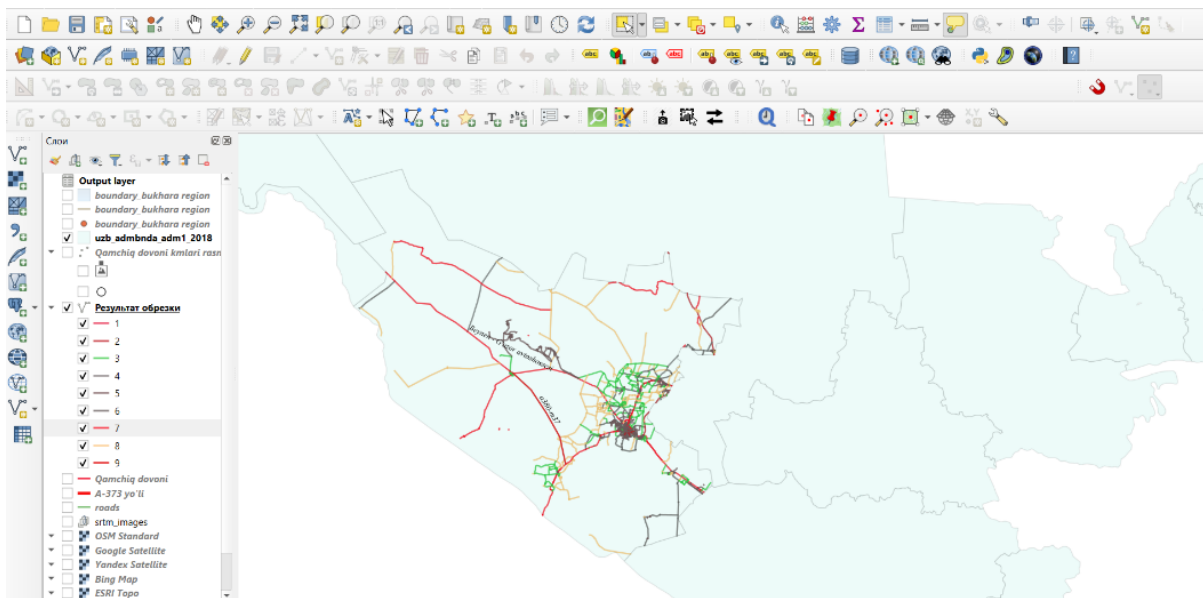 Слои
Output layer
boundary_bukhara region
boundary_bukhara region
boundary_bukhara region
uzb_admbnda_adm1_2018
Qamchiq dovoni kmlari rasm
Результат обрезки
1
2
3
4
5
6
7
8
9
Qamchiq dovoni
A-373 yo'li
roads
srtm_images
OSM Standard
Google Satellite
Yandex Satellite
Bing Map
ESRI Topo